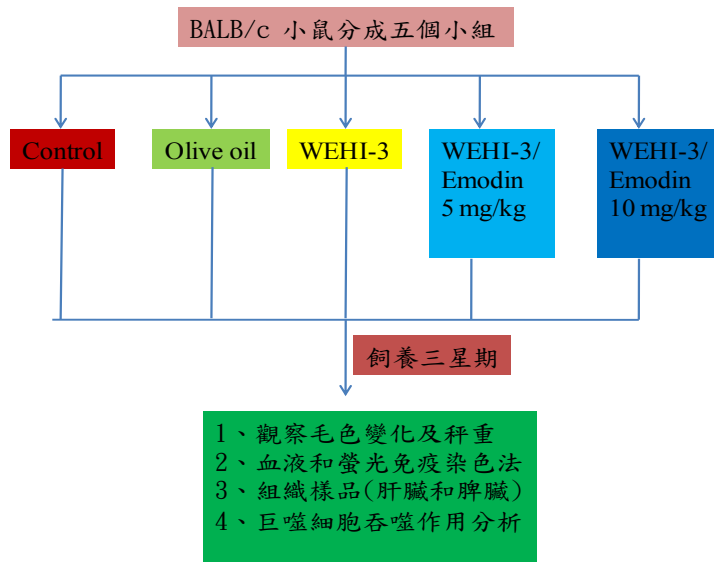 BALB/c 小鼠分成五個小組
Control
Olive oil
WEHI-3
WEHI-3/
Emodin
5 mg/kg
WEHI-3/
Emodin
10 mg/kg
飼養三星期
1、觀察毛色變化及秤重
2、血液和螢光免疫染色法
3、組織樣品(肝臟和脾臟)
4、巨噬細胞吞噬作用分析